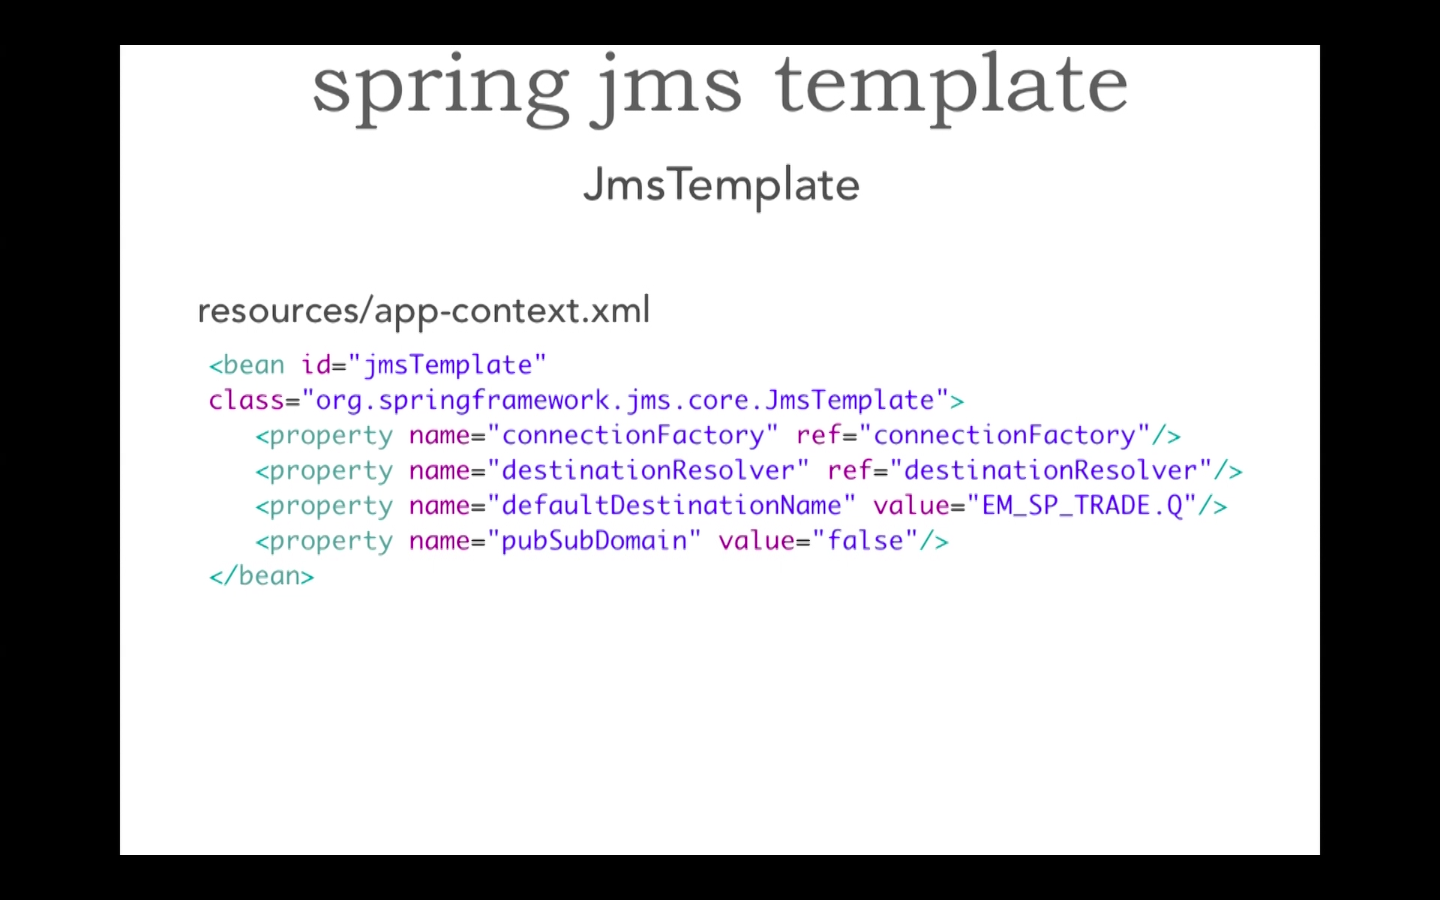 spring jms template
JmsTemplate
resources/app-context.xml
<bean id="jmsTemplate"
class="org.springframework.jms.core.JmsTemplate">
<property name="connectionFactory" ref="connectionFactory"/>
<property name="destinationResolver" ref="destinationResolver"/>
<property name="defaultDestinationName" value="EM_SP_TRADE.Q"/>
<property name="pubSubDomain" value="false"/>
</bean>